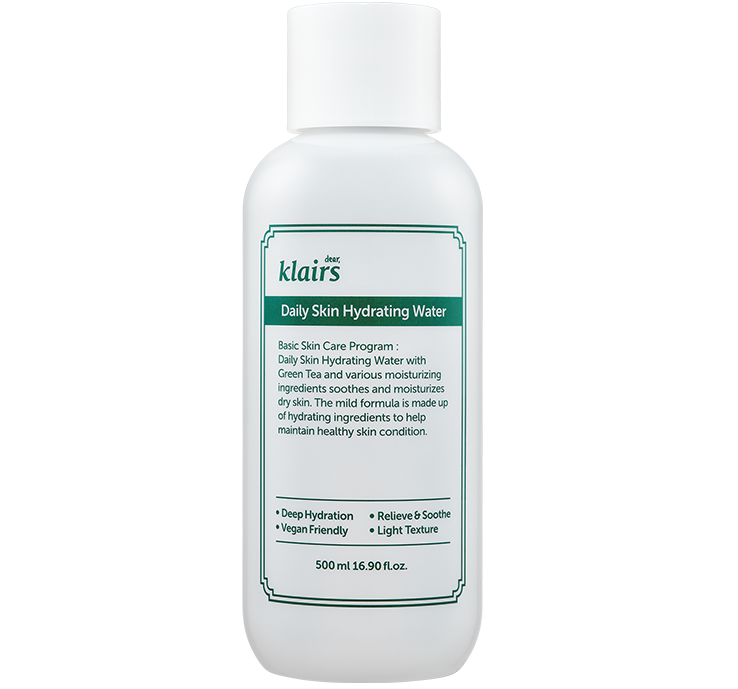 dear,
klairs
Daily Skin Hydrating Water
Basic Skin Care Program :
Daily Skin Hydrating Water with
Green Tea and various moisturizing
ingredients soothes and moisturizes
dry skin. The mild formula is made up
of hydrating ingredients to help
maintain healthy skin condition.
• Deep Hydration • Relieve & Soothe
• Vegan Friendly • Light Texture
500 ml 16.90 fl.oz.